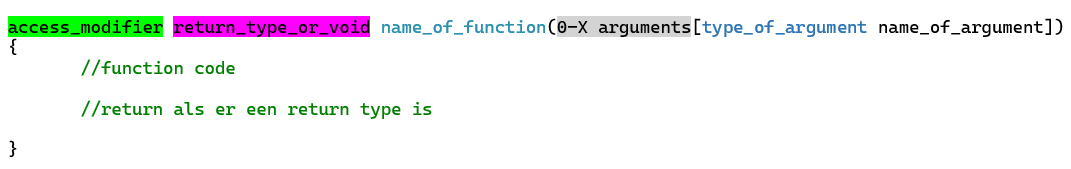 access_modifier return_type_or_void name_of_function(0-X arguments[type_of_argument name_of_argument])
{
//function code
//return als er een return type is
}